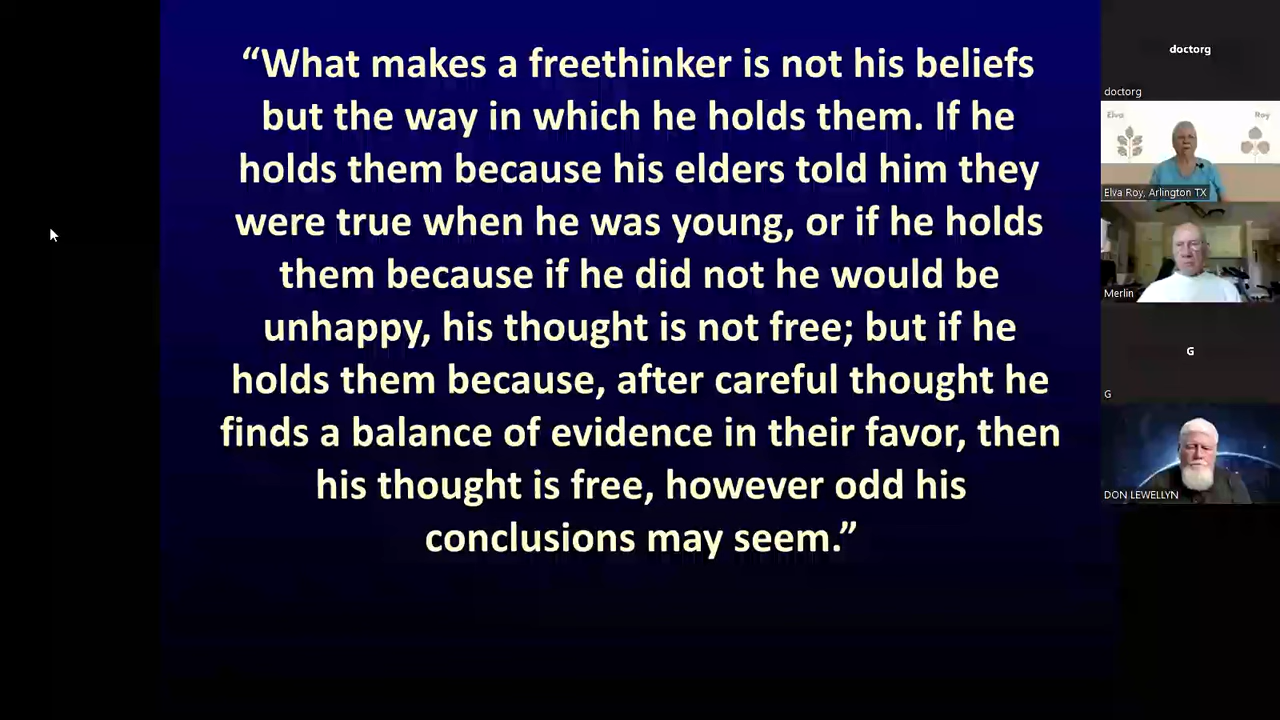 “What makes a freethinker is not his beliefs
but the way in which he holds them. If he
holds them because his elders told him they
were true when he was young, or if he holds
them because if he did not he would be
unhappy, his thought is not free; but if he
holds them because, after careful thought he
finds a balance of evidence in their favor, then
his thought is free, however odd his
conclusions may seem.”
doctorg
doctorg
Elva
Roy
Elva Roy, Arlington TX
Merlin
G
G
DON LEWELLYN